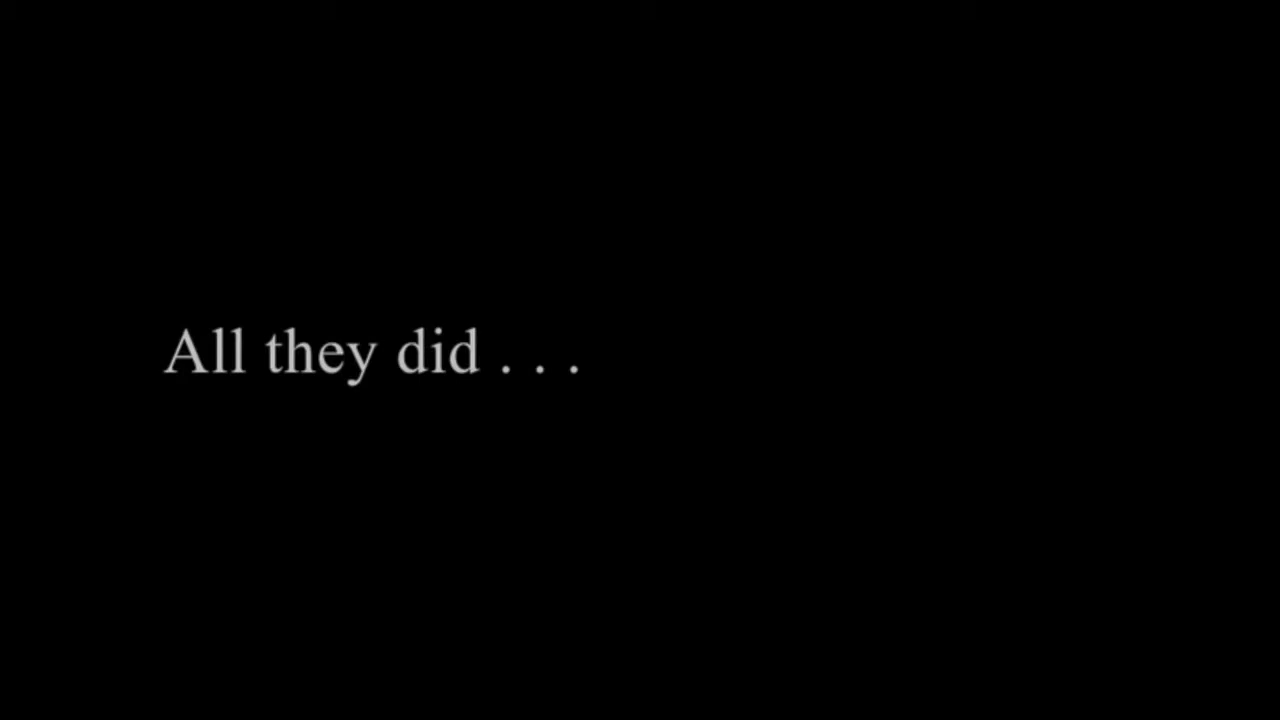 All they did . . .